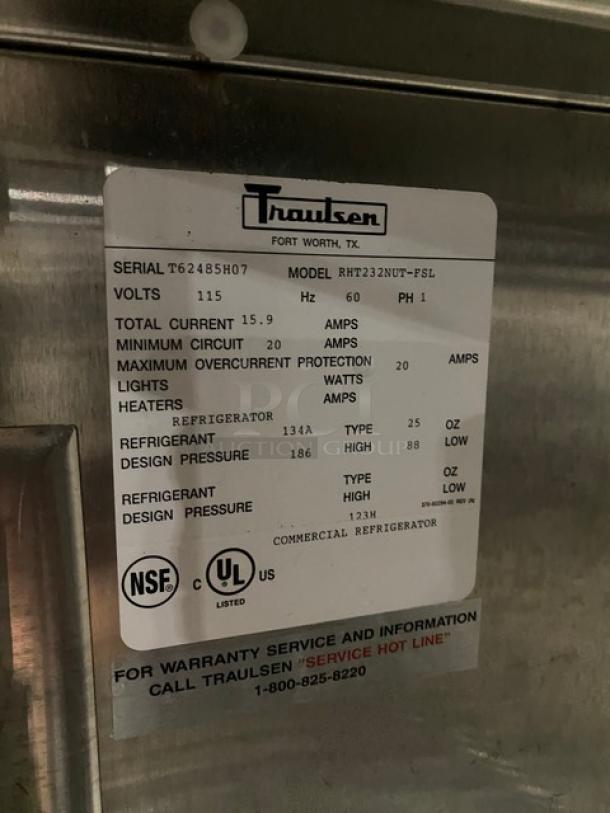 Traulsen
FORT WORTH, TX.
SERIAL T62485H07 MODEL RHT232NUT-FSL
VOLTS 115 Hz 60 PH 1
TOTAL CURRENT 15.9 AMPS
MINIMUM CIRCUIT 20 AMPS
MAXIMUM OVERCURRENT PROTECTION 20 AMPS
LIGHTS WATTS
HEATERS AMPS
REFRIGERATOR
REFRIGERANT 134A TYPE 25 OZ
DESIGN PRESSURE 186 HIGH 88 LOW
REFRIGERANT TYPE OZ
DESIGN PRESSURE HIGH LOW
123H
COMMERCIAL REFRIGERATOR
NSF® C UL® US
LISTED
FOR WARRANTY SERVICE AND INFORMATION
CALL TRAULSEN "SERVICE HOT LINE"
1-800-825-8220
PCI
AUCTION GROUP